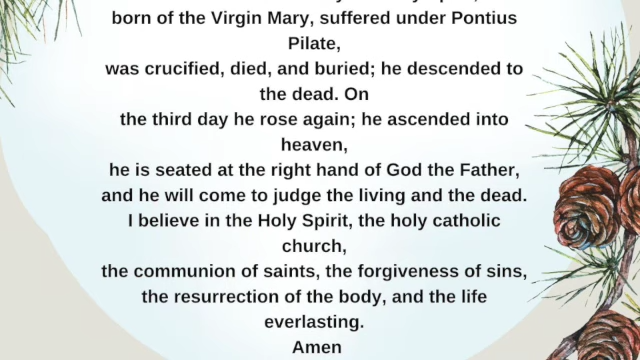 born of the Virgin Mary, suffered under Pontius
Pilate,
was crucified, died, and buried; he descended to
the dead. On
the third day he rose again; he ascended into
heaven,
he is seated at the right hand of God the Father,
and he will come to judge the living and the dead.
I believe in the Holy Spirit, the holy catholic
church,
the communion of saints, the forgiveness of sins,
the resurrection of the body, and the life
everlasting.
Amen